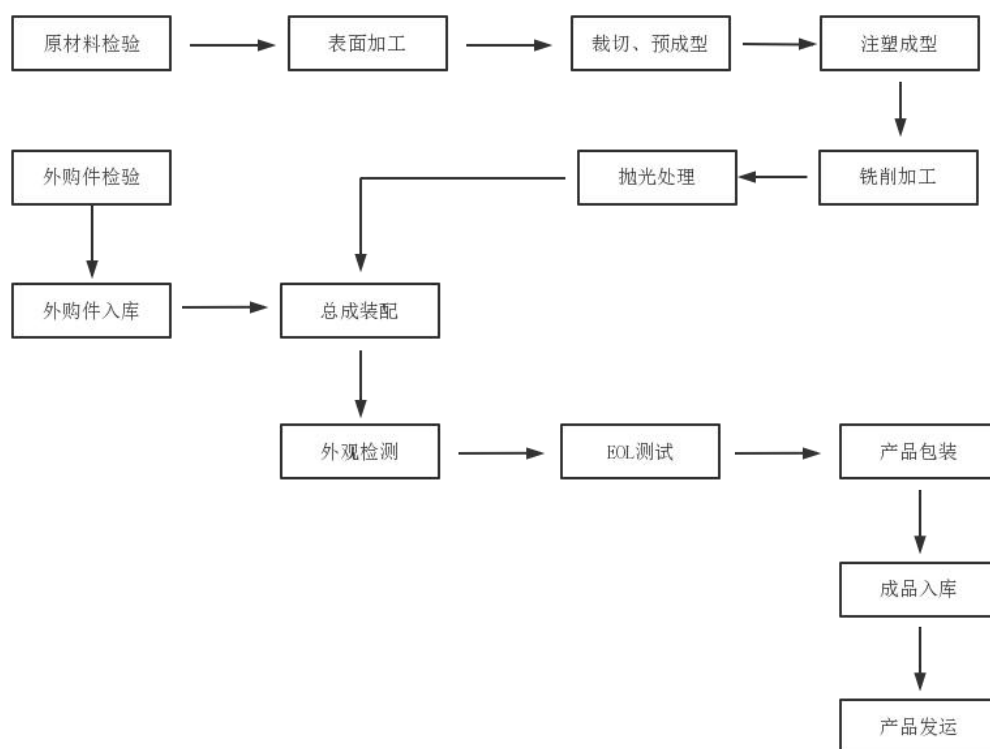 原材料检验
表面加工
裁切、预成型
注塑成型
外购件检验
抛光处理
铣削加工
外购件入库
总成装配
外观检测
EOL测试
产品包装
成品入库
产品发运